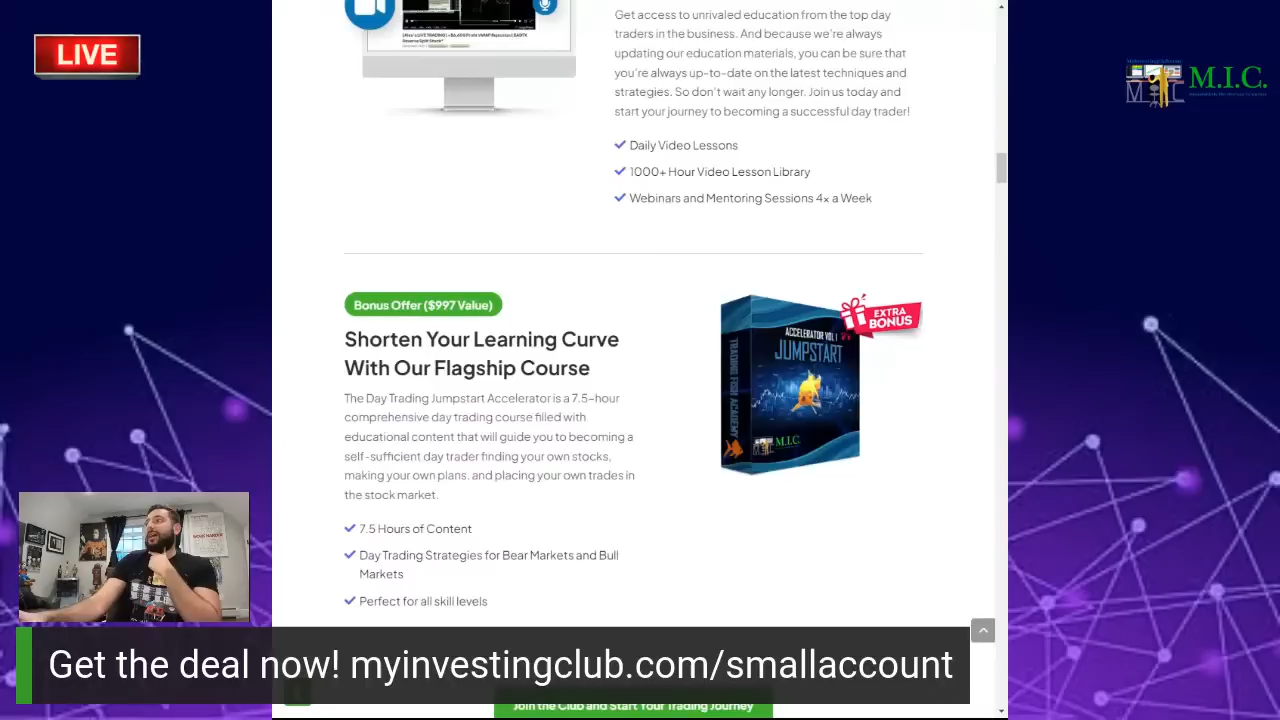 LIVE
M.I.C.
Get access to unrivaled education from the top day
traders in the business. And because we're always
updating our education materials, you can be sure that
you're always up-to-date on the latest techniques and
strategies. So don't wait any longer. Join us today and
start your journey to becoming a successful day trader!
Daily Video Lessons
1000+ Hour Video Lesson Library
Webinars and Mentoring Sessions 4x a Week
Bonus Offer ($997 Value)
Shorten Your Learning Curve
With Our Flagship Course
The Day Trading Jumpstart Accelerator is a 7.5-hour
comprehensive day trading course filled with
educational content that will guide you to becoming a
self-sufficient day trader finding your own stocks,
making your own plans, and placing your own trades in
the stock market.
7.5 Hours of Content
Day Trading Strategies for Bear Markets and Bull
Markets
Perfect for all skill levels
EXTRA
BONUS
ACCELERATOR VOL.1
JUMPSTART
TRADING FISH ACADEMY
M.I.C.
Get the deal now! myinvestingclub.com/smallaccount
Join the Club and Start Your Trading Journey